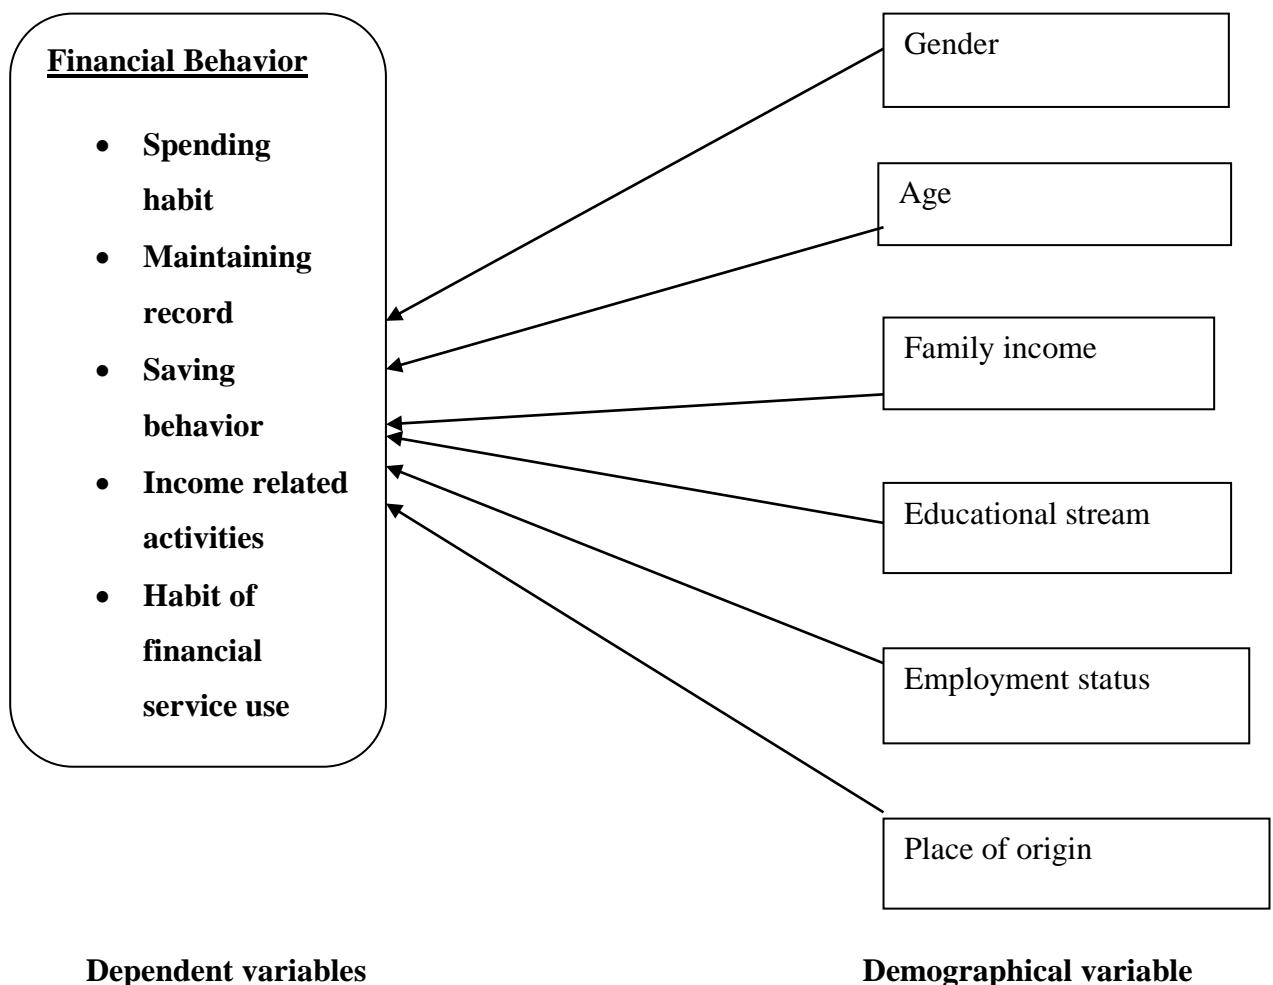 Financial Behavior
• Spending
habit
• Maintaining
record
• Saving
behavior
• Income related
activities
• Habit of
financial
service use
Gender
Age
Family income
Educational stream
Employment status
Place of origin
Dependent variables
Demographical variable